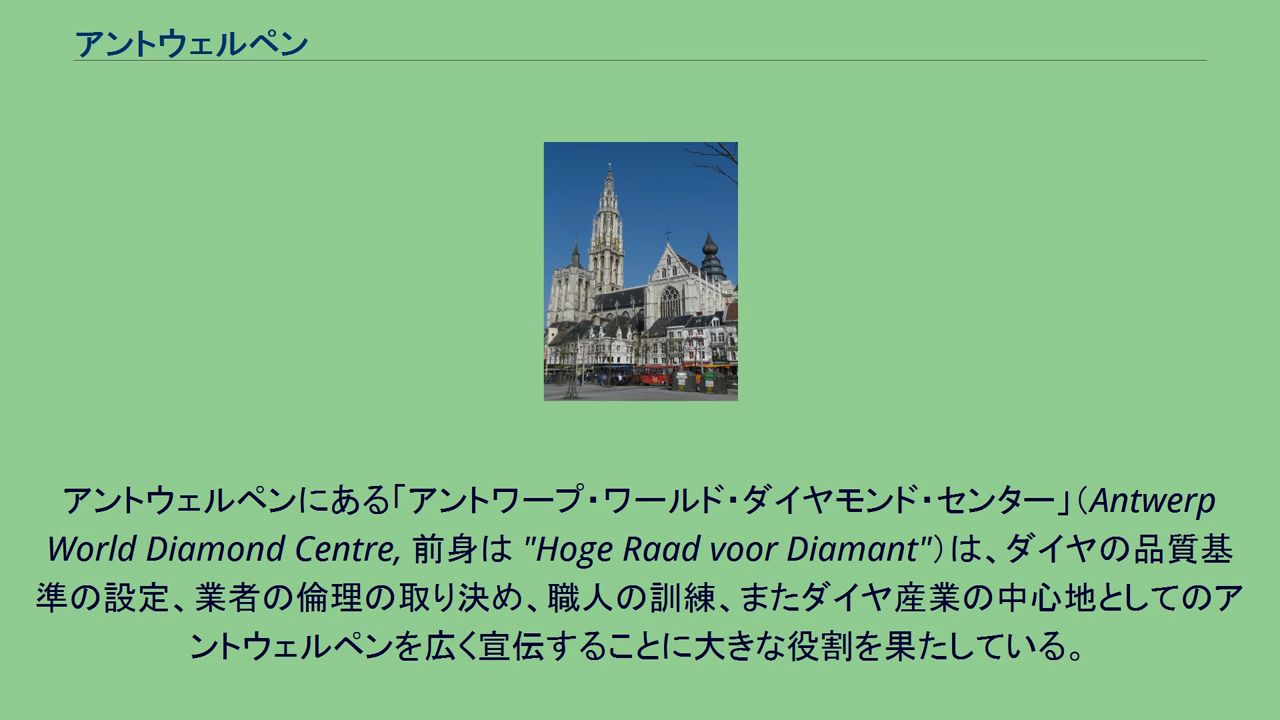 アントウェルペン
アントウェルペンにある「アントワープ・ワールド・ダイヤモンド・センター」（Antwerp
World Diamond Centre, 前身は "Hoge Raad voor Diamant"）は、ダイヤの品質基
準の設定、業者の倫理の取り決め、職人の訓練、またダイヤ産業の中心地としてのア
ントウェルペンを広く宣伝することに大きな役割を果たしている。